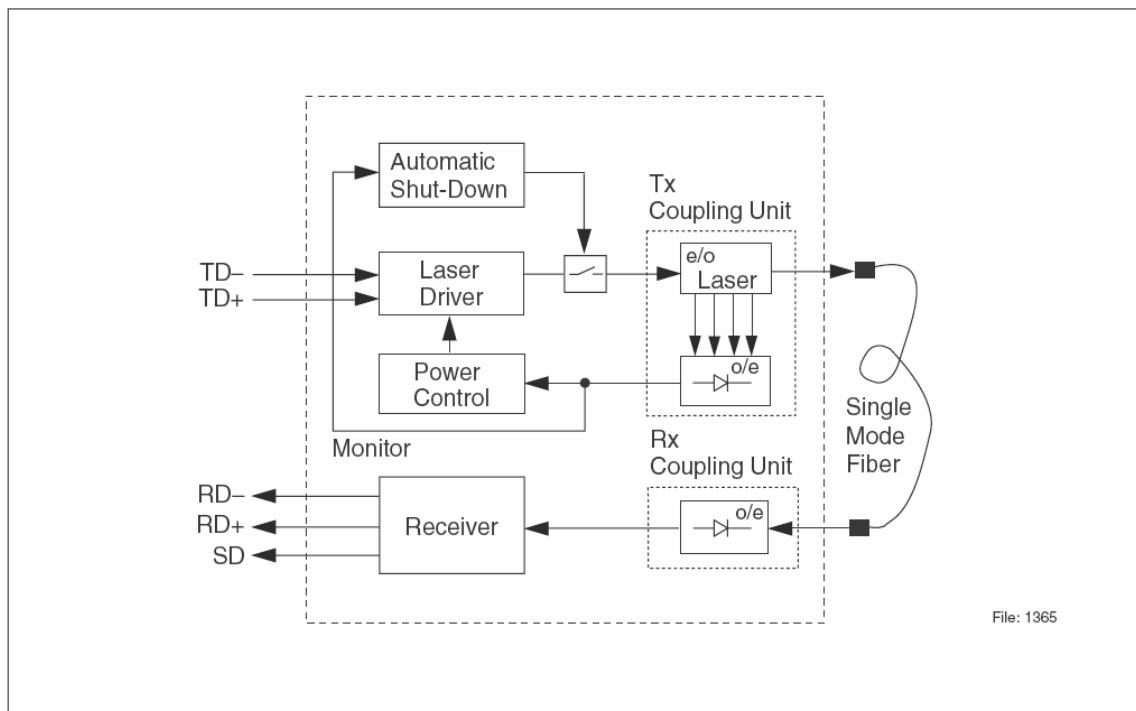 Automatic
Shut-Down
Tx
Coupling Unit
TD–
TD+
Laser
Driver
e/o
Laser
Power
Control
o/e
Monitor
Single
Mode
Fiber
Rx
Coupling Unit
RD–
RD+
SD
Receiver
o/e
File: 1365